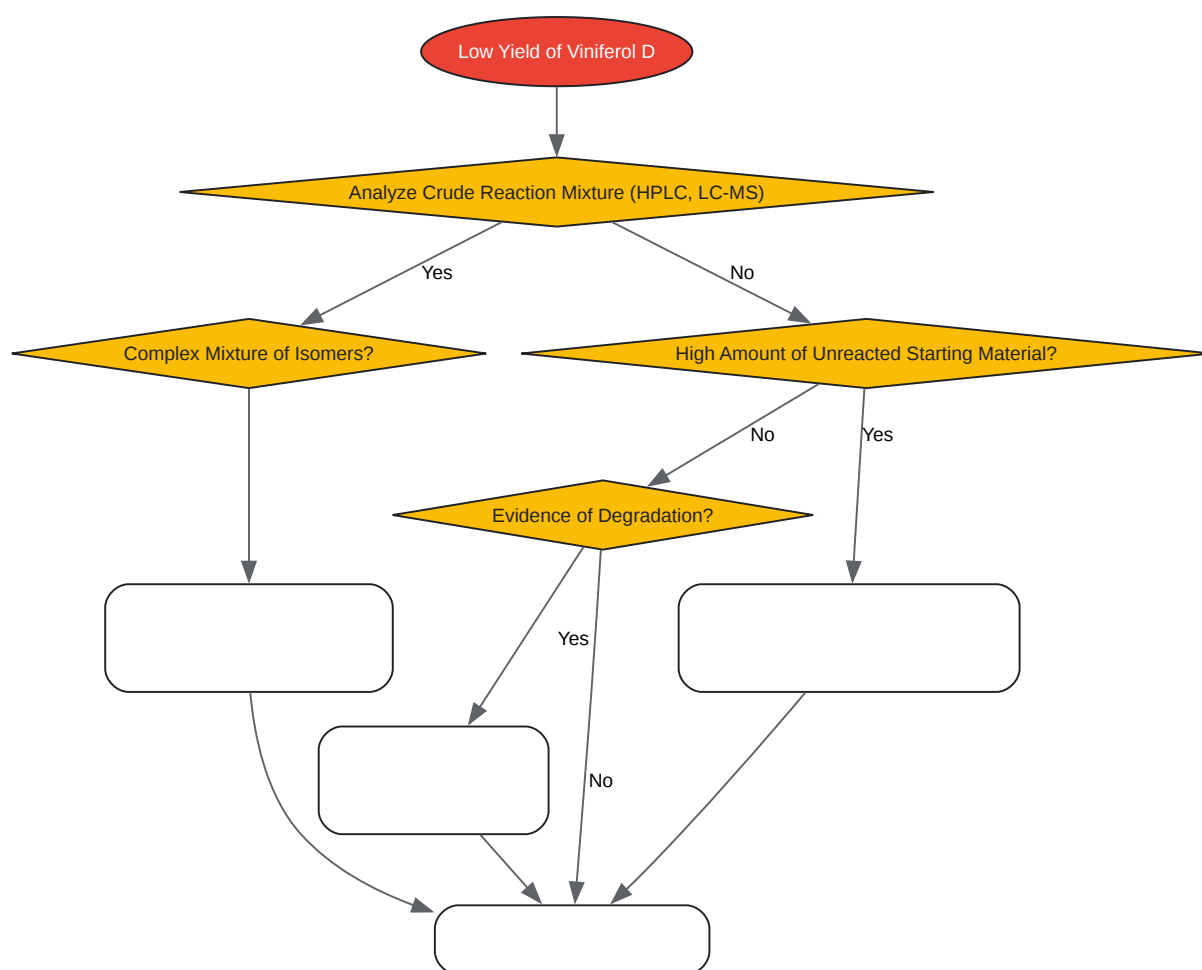 Low Yield of Viniferol D
Analyze Crude Reaction Mixture (HPLC, LC-MS)
Yes
No
Complex Mixture of Isomers?
High Amount of Unreacted Starting Material?
No
Yes
Evidence of Degradation?
Yes
No